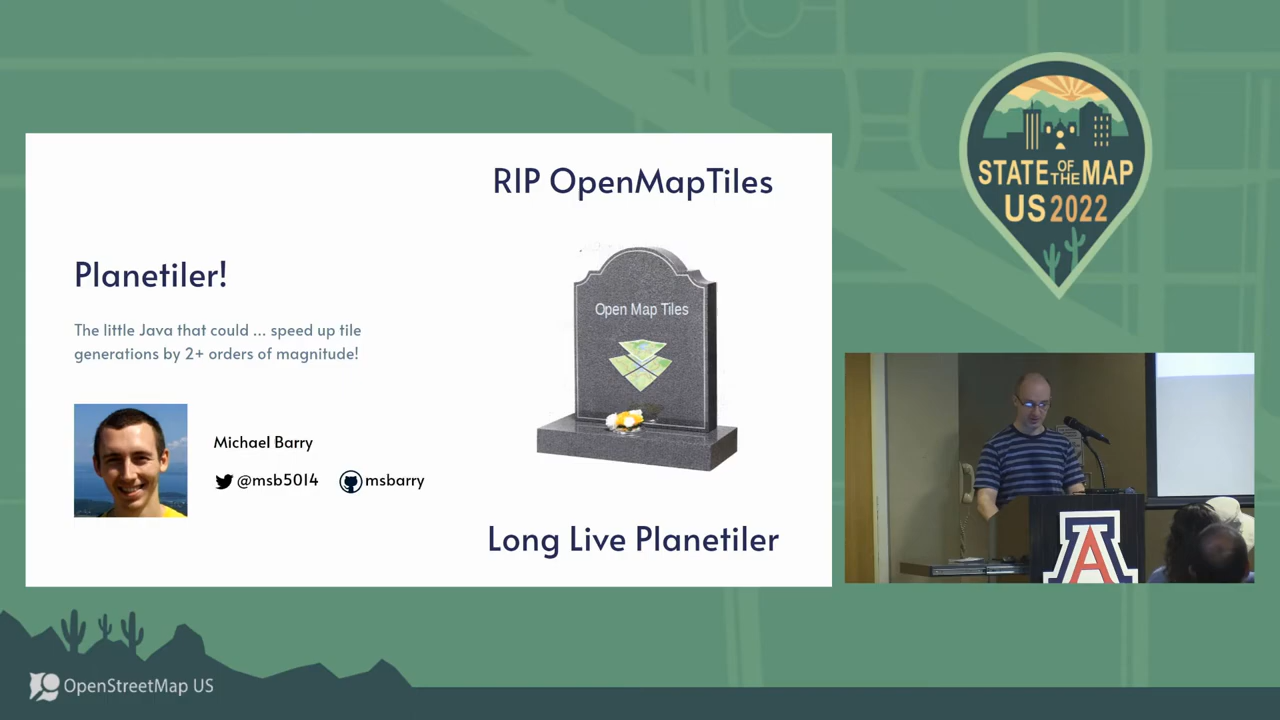 RIP OpenMapTiles
Planetiler!
The little Java that could ... speed up tile
generations by 2+ orders of magnitude!
Open Map Tiles
Michael Barry
@msb5014
msbarry
Long Live Planetiler
STATE OF THE MAP
US 2022
A
OpenStreetMap US